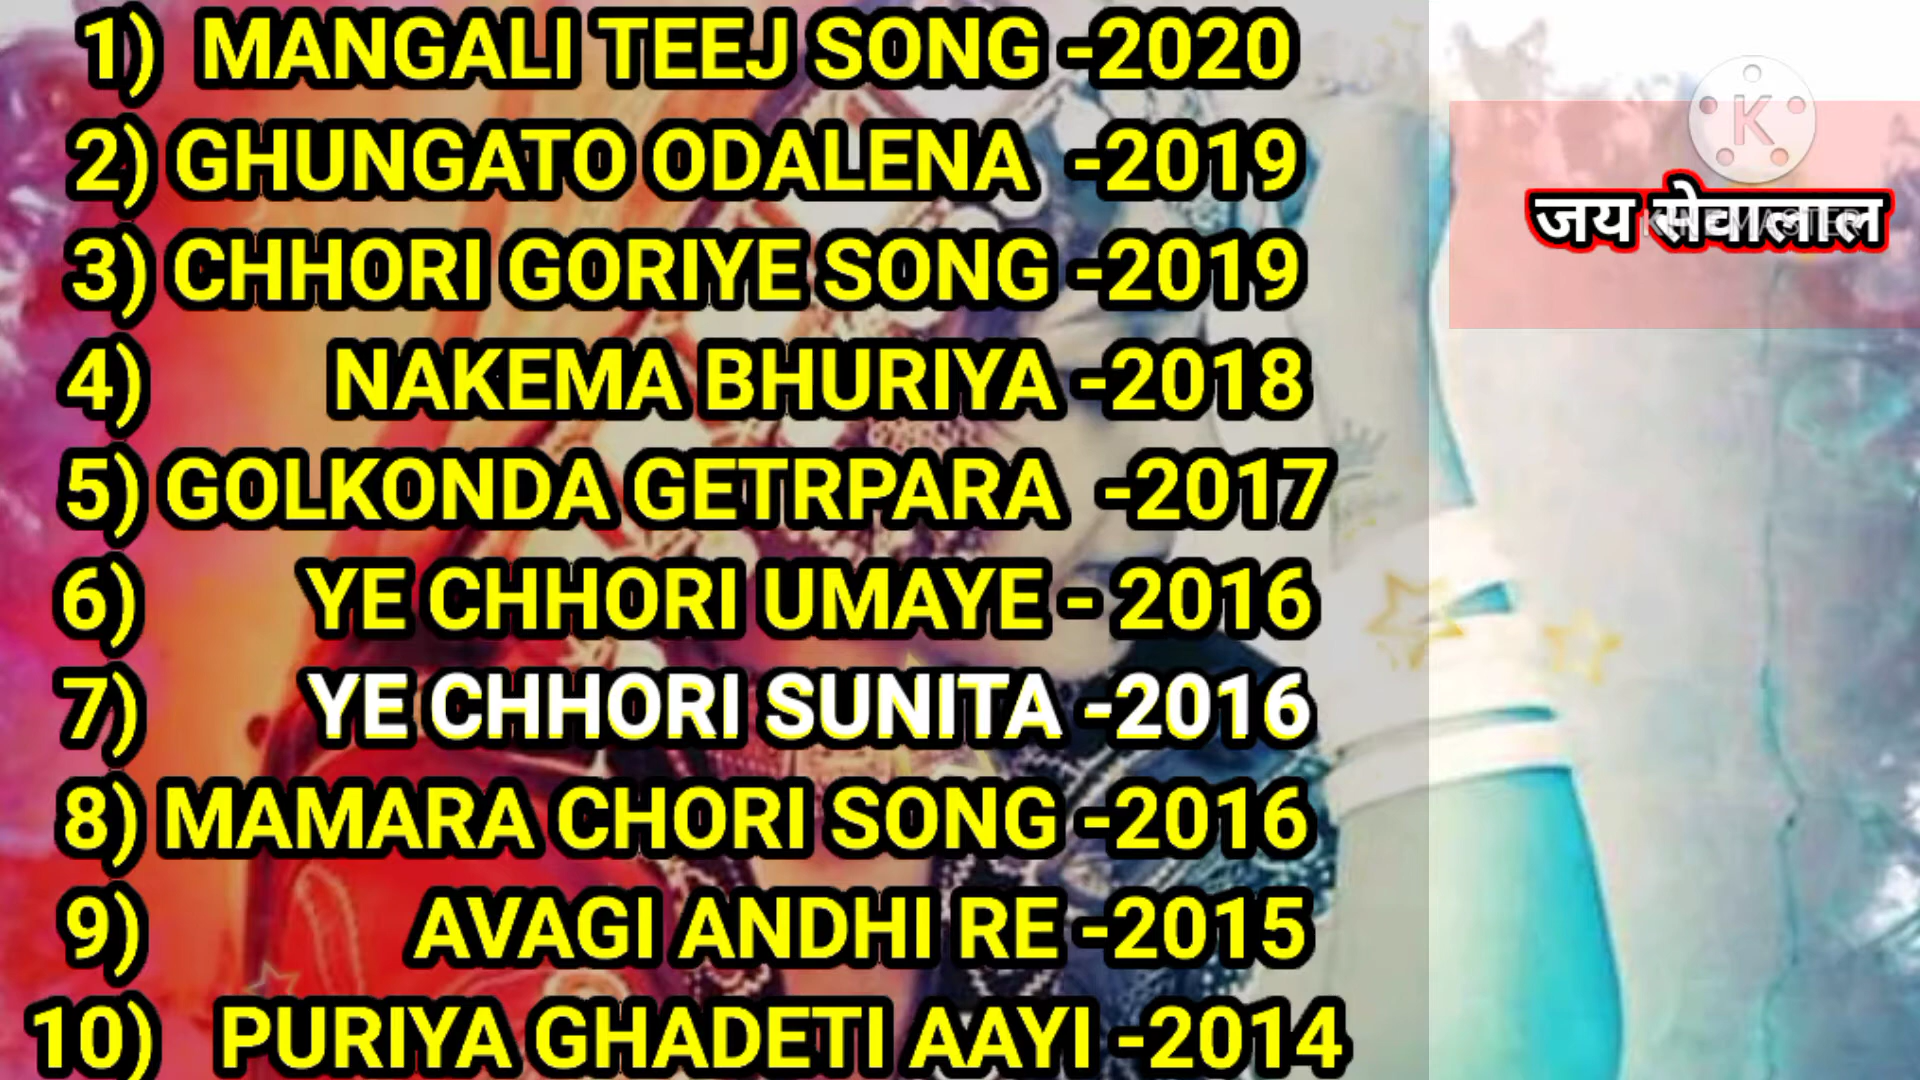 1) MANGALI TEEJ SONG -2020
2) GHUNGATO ODALENA -2019
3) CHHORI GORIYE SONG -2019
4) NAKEMA BHURIYA -2018
5) GOLKONDA GETRPARA -2017
6) YE CHHORI UMAYE - 2016
7) YE CHHORI SUNITA -2016
8) MAMARA CHORI SONG -2016
9) AVAGI ANDHI RE -2015
10) PURIYA GHADETI AAYI -2014
K
जय सेवालाल
KINEMASTER